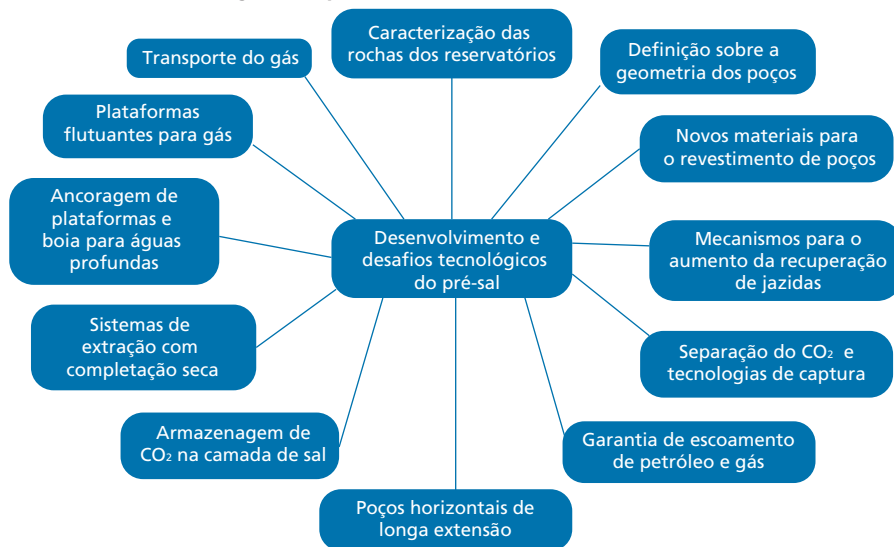 Caracterização das
rochas dos reservatórios
Definição sobre a
geometria dos poços
Novos materiais para
o revestimento de poços
Mecanismos para o
aumento da recuperação
de jazidas
Separação do CO₂ e
tecnologias de captura
Garantia de escoamento
de petróleo e gás
Poços horizontais de
longa extensão
Armazenagem de
CO₂ na camada de sal
Sistemas de
extração com
completação seca
Ancoragem de
plataformas e
boia para águas
profundas
Plataformas
flutuantes para gás
Transporte do gás
Desenvolvimento e
desafios tecnológicos
do pré-sal